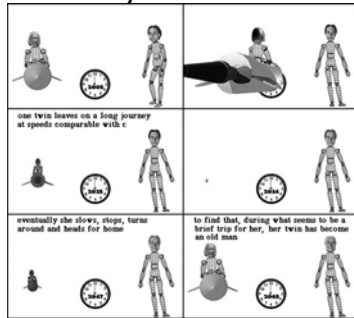 one twin leaves on a long journey
at speeds comparable with c
eventually she slows, stops, turns
around and heads for home
to find that, during what seems to be a
brief trip for her, her twin has become
an old man